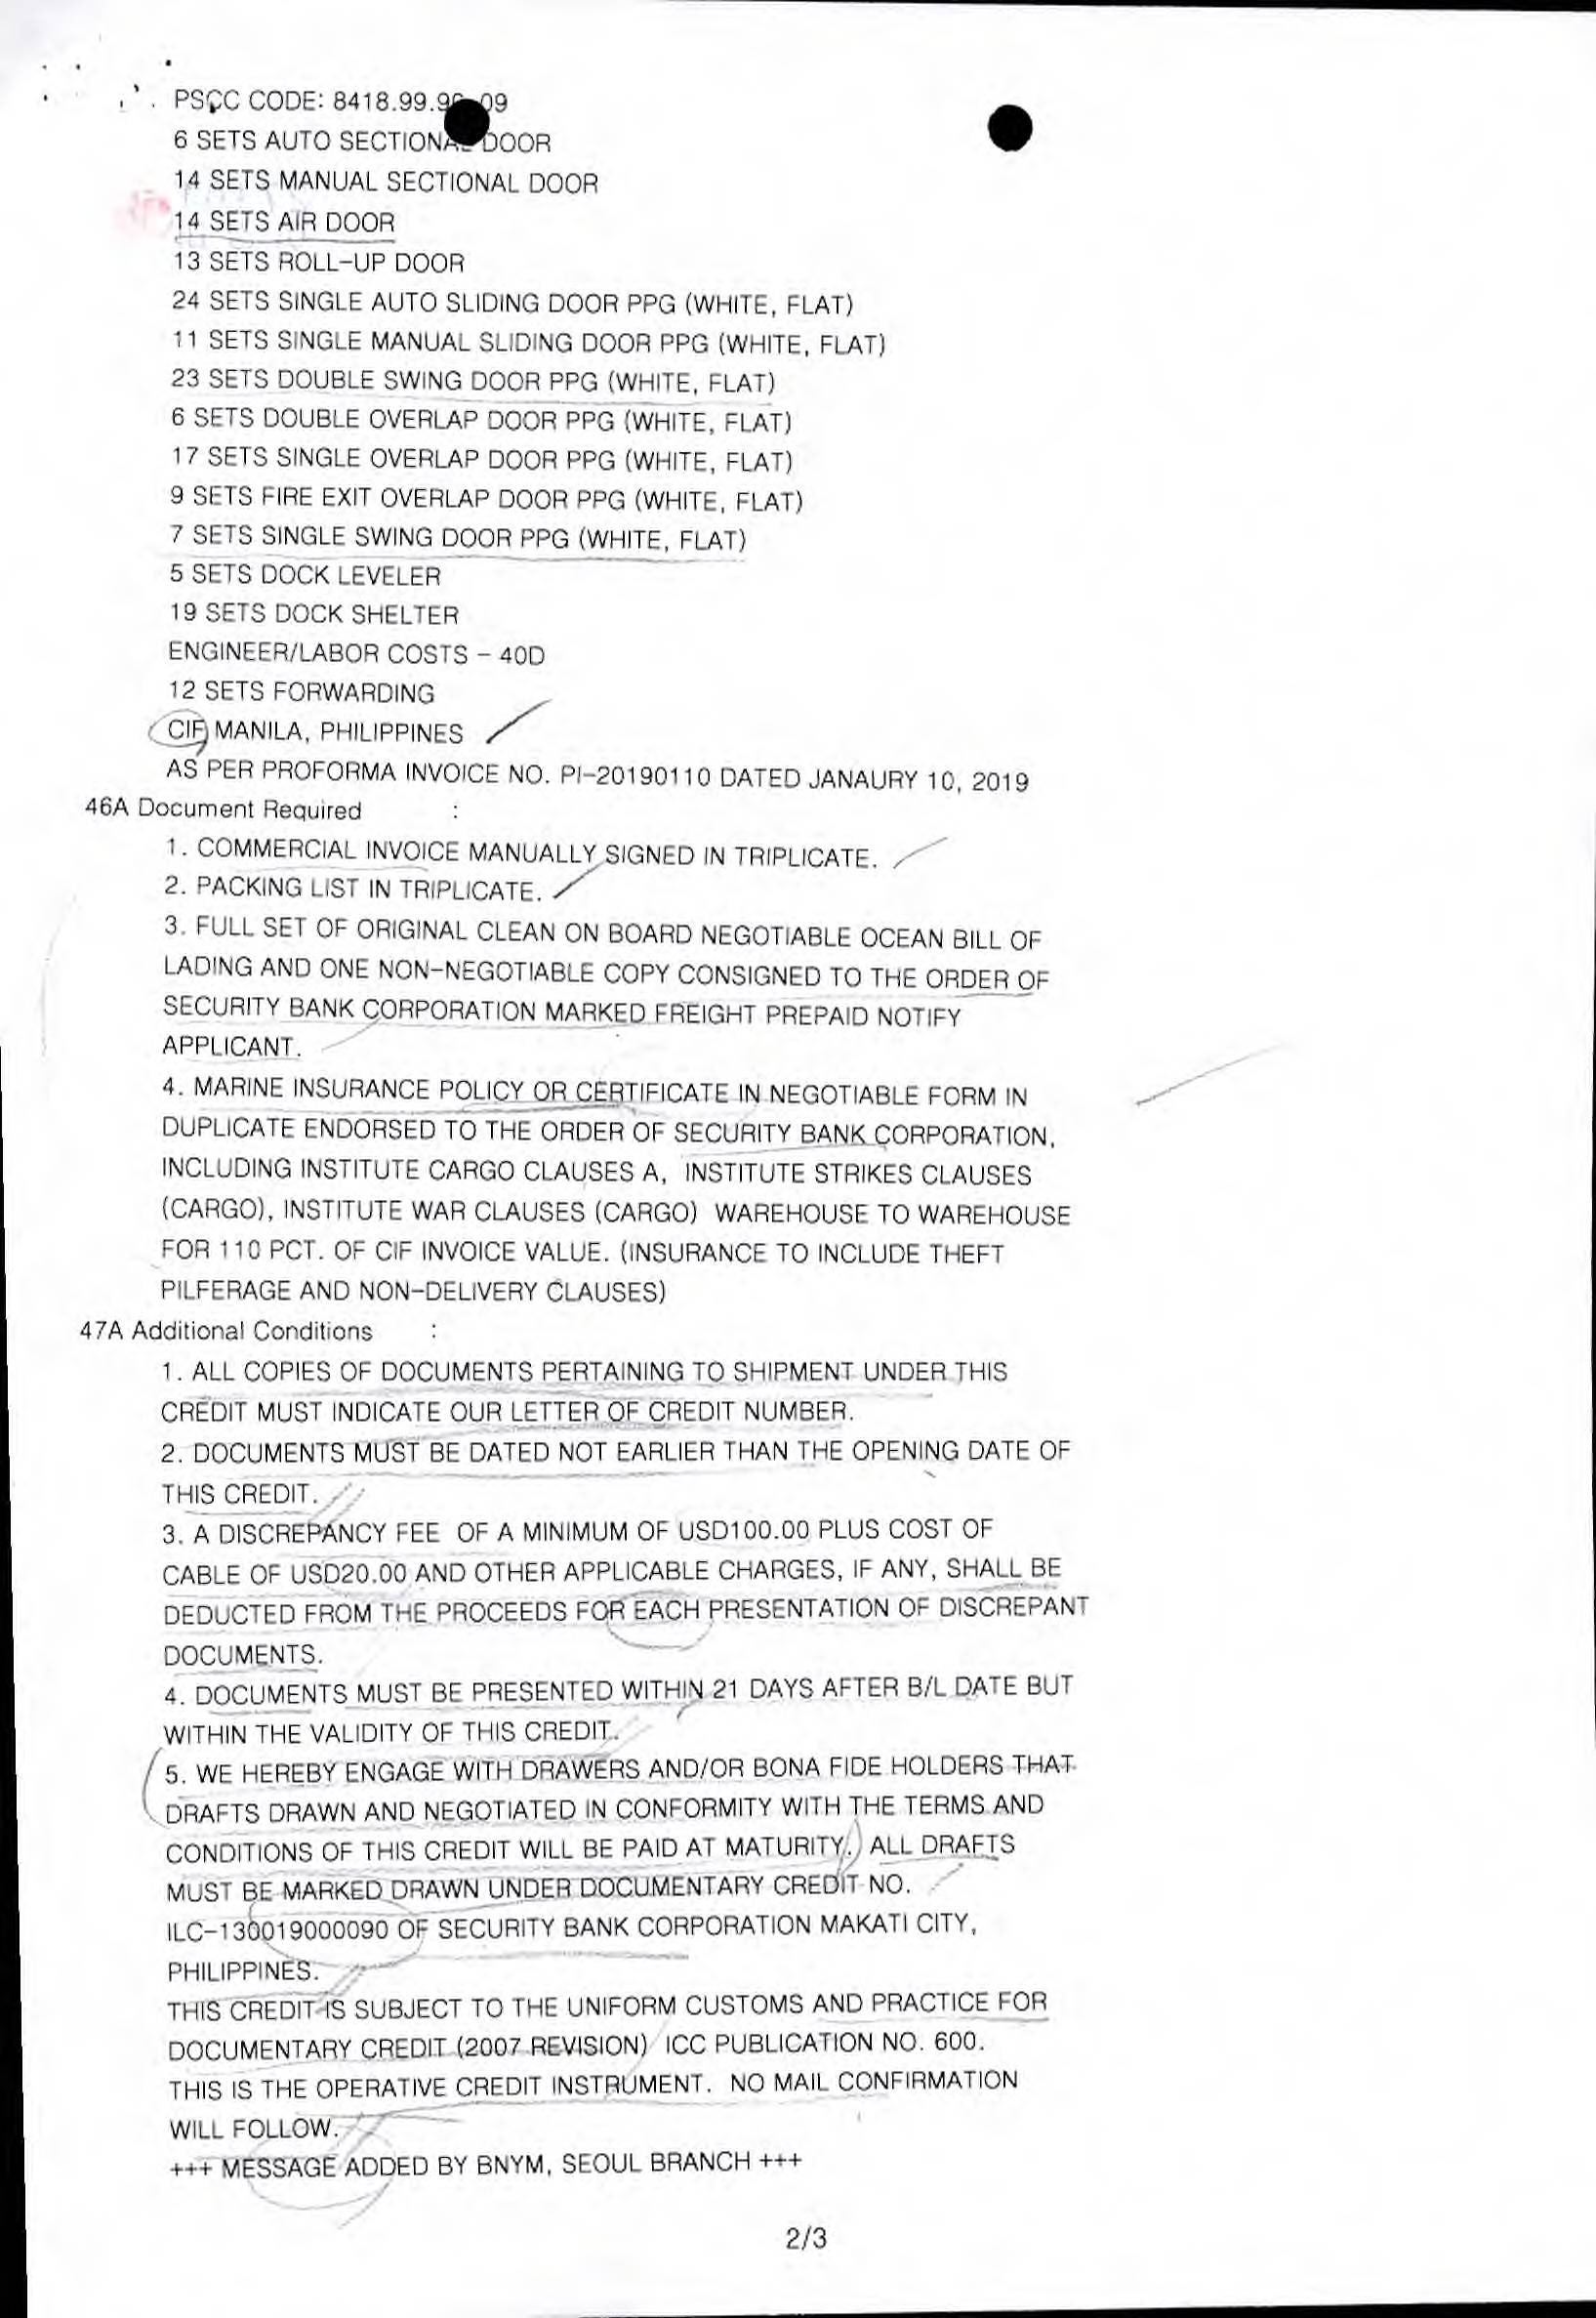 PSCC CODE: 8418.99.9 09
6 SETS AUTO SECTIONAL DOOR
14 SETS MANUAL SECTIONAL DOOR
14 SETS AIR DOOR
13 SETS ROLL-UP DOOR
24 SETS SINGLE AUTO SLIDING DOOR PPG (WHITE, FLAT)
11 SETS SINGLE MANUAL SLIDING DOOR PPG (WHITE, FLAT)
23 SETS DOUBLE SWING DOOR PPG (WHITE, FLAT)
6 SETS DOUBLE OVERLAP DOOR PPG (WHITE, FLAT)
17 SETS SINGLE OVERLAP DOOR PPG (WHITE, FLAT)
9 SETS FIRE EXIT OVERLAP DOOR PPG (WHITE, FLAT)
7 SETS SINGLE SWING DOOR PPG (WHITE, FLAT)
5 SETS DOCK LEVELER
19 SETS DOCK SHELTER
ENGINEER/LABOR COSTS - 40D
12 SETS FORWARDING
CIF MANILA, PHILIPPINES
AS PER PROFORMA INVOICE NO. PI-20190110 DATED JANAURY 10, 2019
46A Document Required :
1. COMMERCIAL INVOICE MANUALLY SIGNED IN TRIPLICATE.
2. PACKING LIST IN TRIPLICATE.
3. FULL SET OF ORIGINAL CLEAN ON BOARD NEGOTIABLE OCEAN BILL OF
LADING AND ONE NON-NEGOTIABLE COPY CONSIGNED TO THE ORDER OF
SECURITY BANK CORPORATION MARKED FREIGHT PREPAID NOTIFY
APPLICANT.
4. MARINE INSURANCE POLICY OR CERTIFICATE IN NEGOTIABLE FORM IN
DUPLICATE ENDORSED TO THE ORDER OF SECURITY BANK CORPORATION,
INCLUDING INSTITUTE CARGO CLAUSES A, INSTITUTE STRIKES CLAUSES
(CARGO), INSTITUTE WAR CLAUSES (CARGO) WAREHOUSE TO WAREHOUSE
FOR 110 PCT. OF CIF INVOICE VALUE. (INSURANCE TO INCLUDE THEFT
PILFERAGE AND NON-DELIVERY CLAUSES)
47A Additional Conditions :
1. ALL COPIES OF DOCUMENTS PERTAINING TO SHIPMENT UNDER THIS
CREDIT MUST INDICATE OUR LETTER OF CREDIT NUMBER.
2. DOCUMENTS MUST BE DATED NOT EARLIER THAN THE OPENING DATE OF
THIS CREDIT.
3. A DISCREPANCY FEE OF A MINIMUM OF USD100.00 PLUS COST OF
CABLE OF USD20.00 AND OTHER APPLICABLE CHARGES, IF ANY, SHALL BE
DEDUCTED FROM THE PROCEEDS FOR EACH PRESENTATION OF DISCREPANT
DOCUMENTS.
4. DOCUMENTS MUST BE PRESENTED WITHIN 21 DAYS AFTER B/L DATE BUT
WITHIN THE VALIDITY OF THIS CREDIT.
5. WE HEREBY ENGAGE WITH DRAWERS AND/OR BONA FIDE HOLDERS THAT
DRAFTS DRAWN AND NEGOTIATED IN CONFORMITY WITH THE TERMS AND
CONDITIONS OF THIS CREDIT WILL BE PAID AT MATURITY. ALL DRAFTS
MUST BE MARKED DRAWN UNDER DOCUMENTARY CREDIT NO.
ILC-130019000090 OF SECURITY BANK CORPORATION MAKATI CITY,
PHILIPPINES.
THIS CREDIT IS SUBJECT TO THE UNIFORM CUSTOMS AND PRACTICE FOR
DOCUMENTARY CREDIT (2007 REVISION) ICC PUBLICATION NO. 600.
THIS IS THE OPERATIVE CREDIT INSTRUMENT. NO MAIL CONFIRMATION
WILL FOLLOW.
+++ MESSAGE ADDED BY BNYM, SEOUL BRANCH +++
2/3